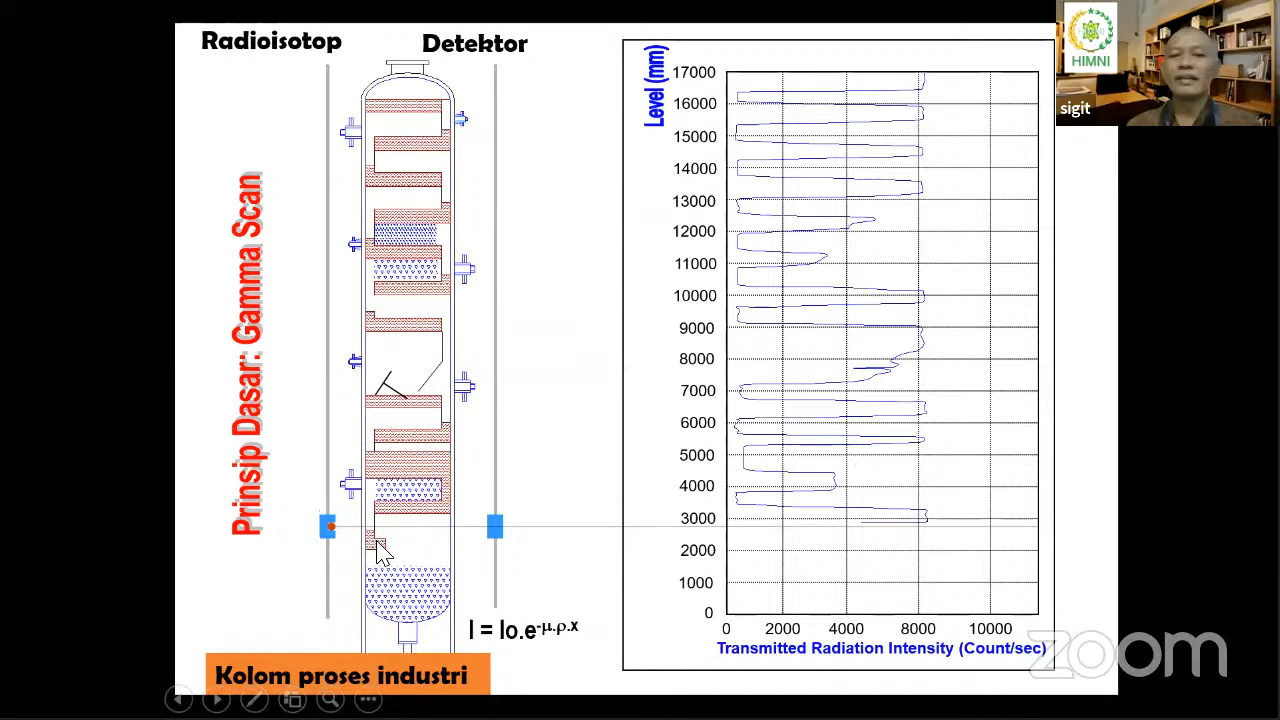 Radioisotop
Detektor
Prinsip Dasar: Gamma Scan
I = Io.e-μ.ρ.x
Kolom proses industri
Level (mm)
17000
16000
15000
14000
13000
12000
11000
10000
9000
8000
7000
6000
5000
4000
3000
2000
1000
0
0 2000 4000 8000 10000
Transmitted Radiation Intensity (Count/sec)
HIMNI
sigit
zoom